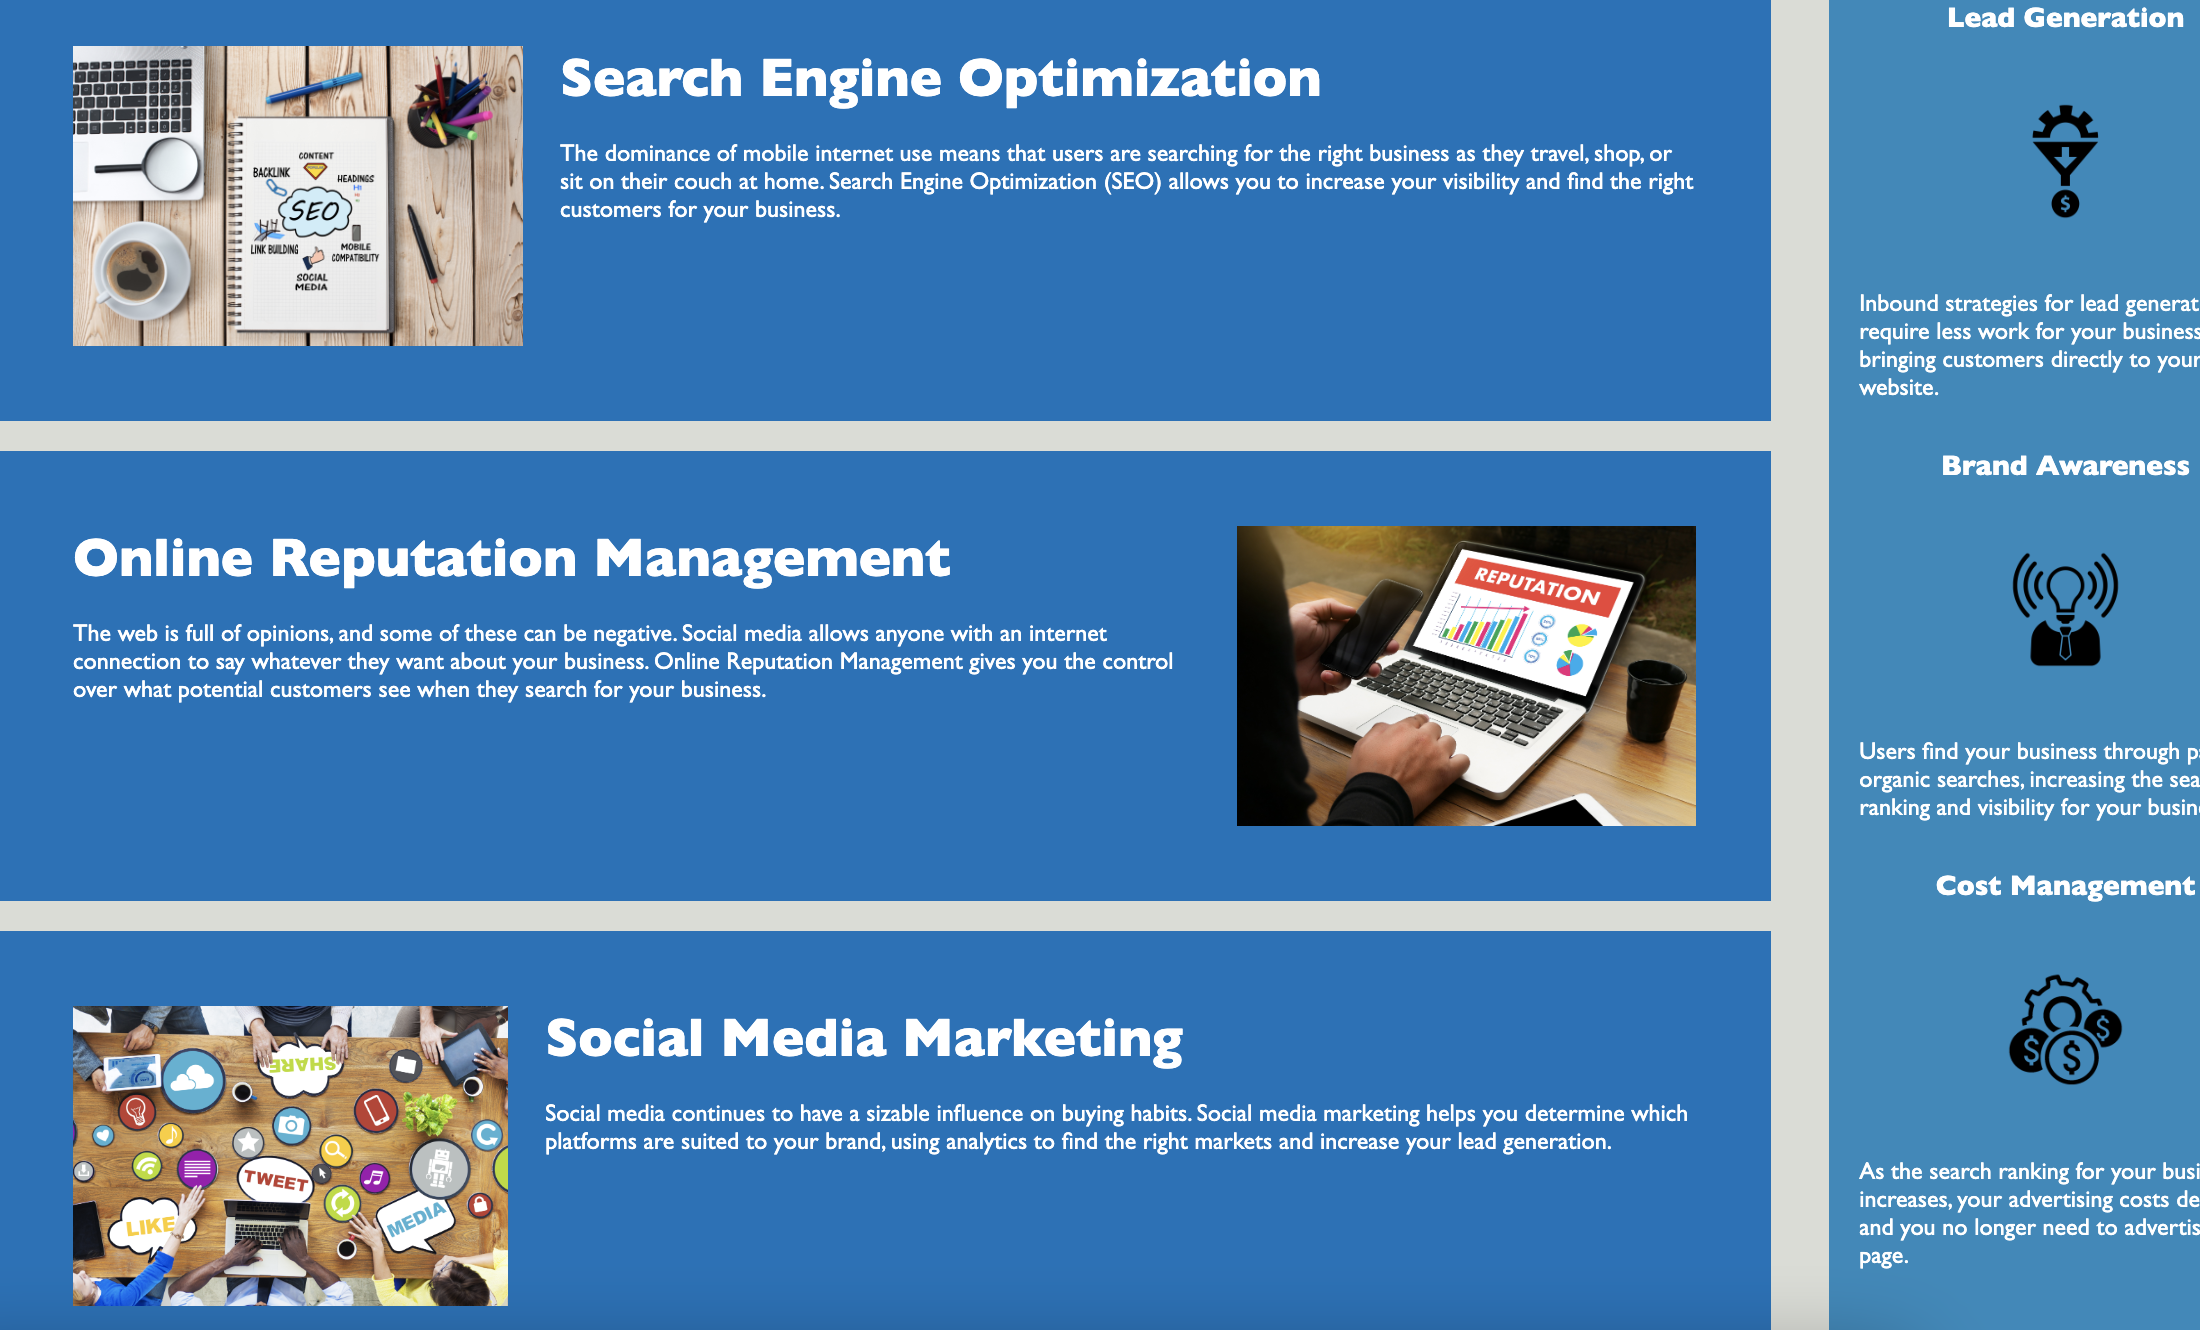 Search Engine Optimization
The dominance of mobile internet use means that users are searching for the right business as they travel, shop, or
sit on their couch at home. Search Engine Optimization (SEO) allows you to increase your visibility and find the right
customers for your business.
CONTENT
BACKLINK
HEADINGS
H1
SEO
LINK BUILDING
MOBILE
COMPATIBILITY
SOCIAL
MEDIA
Online Reputation Management
The web is full of opinions, and some of these can be negative. Social media allows anyone with an internet
connection to say whatever they want about your business. Online Reputation Management gives you the control
over what potential customers see when they search for your business.
REPUTATION
Social Media Marketing
Social media continues to have a sizable influence on buying habits. Social media marketing helps you determine which
platforms are suited to your brand, using analytics to find the right markets and increase your lead generation.
SHARE
TWEET
LIKE
MEDIA
Lead Generation
$
Inbound strategies for lead generat
require less work for your business
bringing customers directly to your
website.
Brand Awareness
Users find your business through p
organic searches, increasing the sea
ranking and visibility for your busin
Cost Management
$ $ $
As the search ranking for your busi
increases, your advertising costs de
and you no longer need to advertis
page.